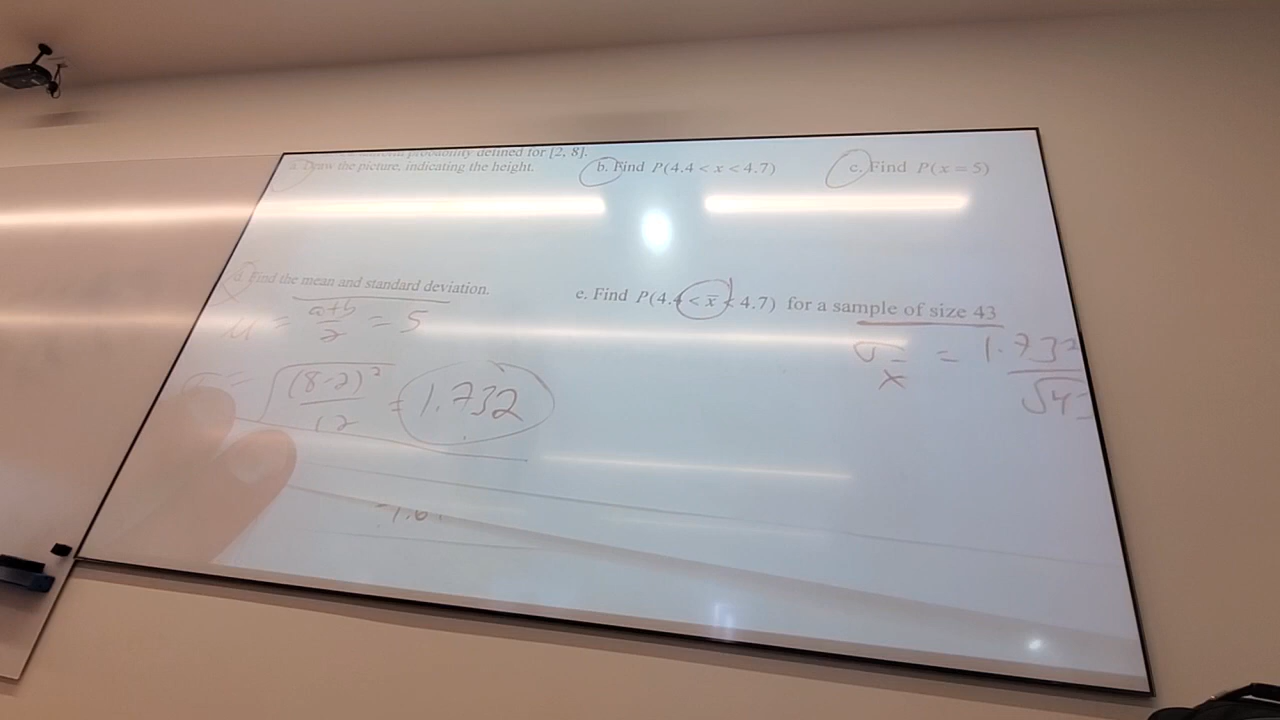 probability defined for [2, 8].
a. Draw the picture, indicating the height.
b. Find P(4.4 < x < 4.7)
c. Find P(x = 5)
d. Find the mean and standard deviation.
μ = a+b/2 = 5
√(8-2)²/12 = 1.732
e. Find P(4.4 < x̄ < 4.7) for a sample of size 43
σx̄ = 1.732/√43